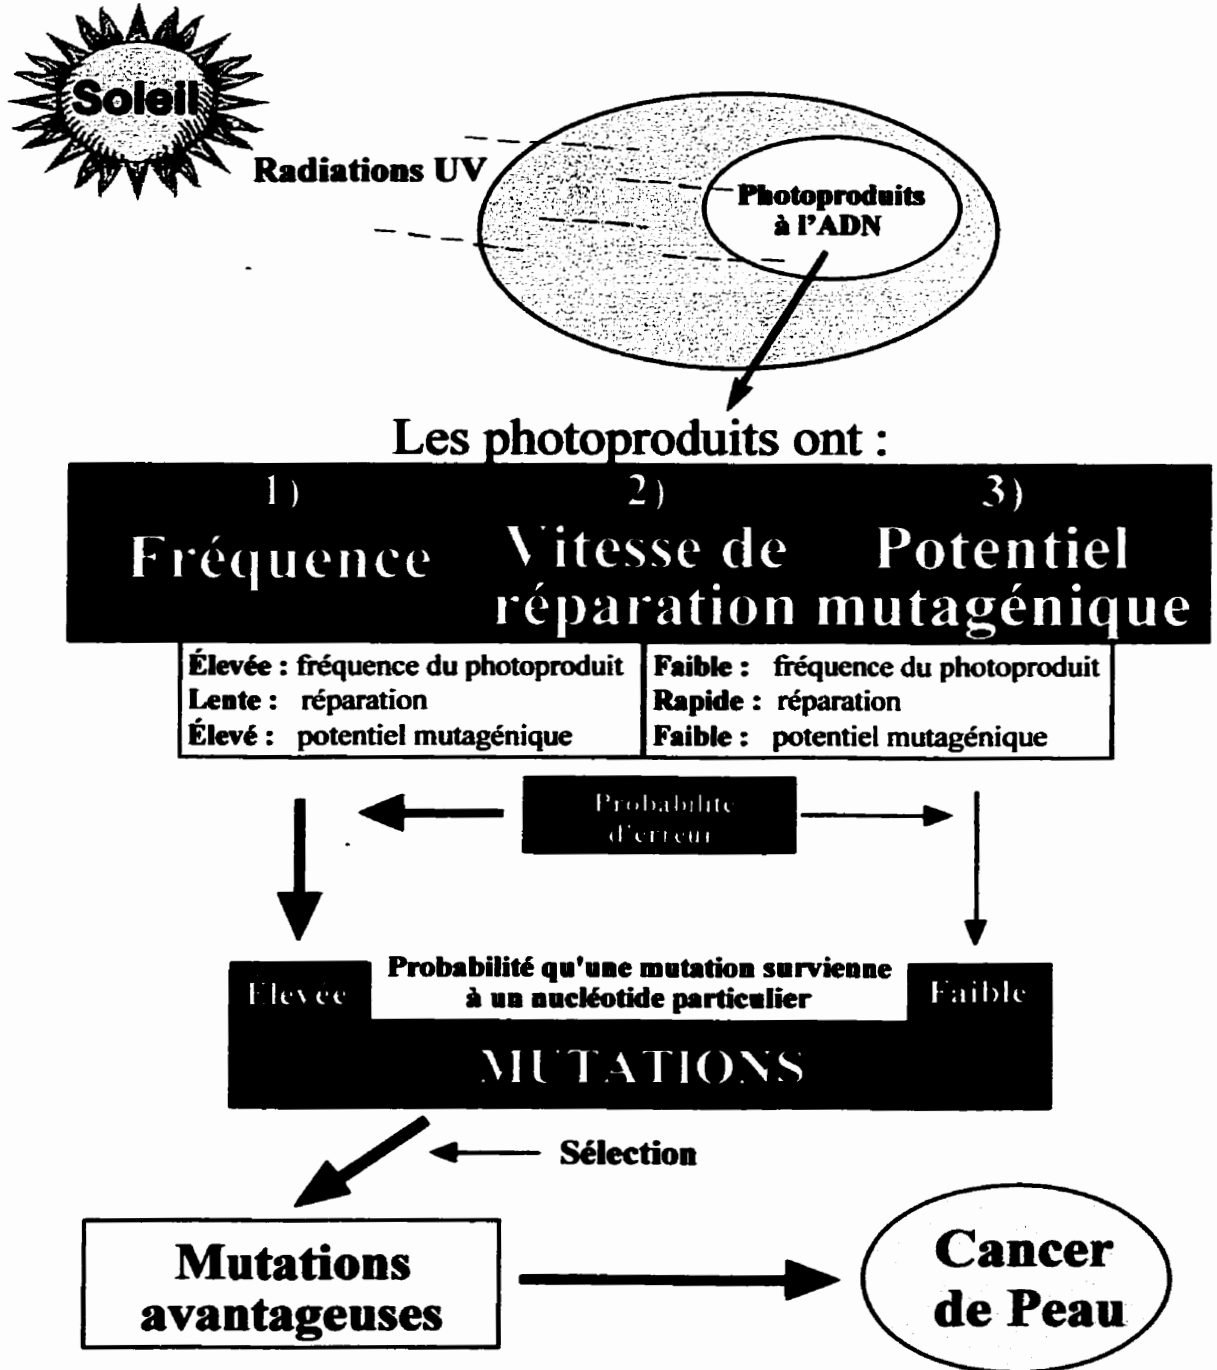 Soleil
Radiations UV
Photoproduits
à l'ADN
Les photoproduits ont :
1)
Fréquence
2)
Vitesse de
réparation
3)
Potentiel
mutagénique
Élevée : fréquence du photoproduit
Lente : réparation
Élevé : potentiel mutagénique
Faible : fréquence du photoproduit
Rapide : réparation
Faible : potentiel mutagénique
Probabilité
d'erreur
Élevée
Probabilité qu'une mutation survienne
à un nucléotide particulier
Faible
MUTATIONS
Sélection
Mutations
avantageuses
Cancer
de Peau